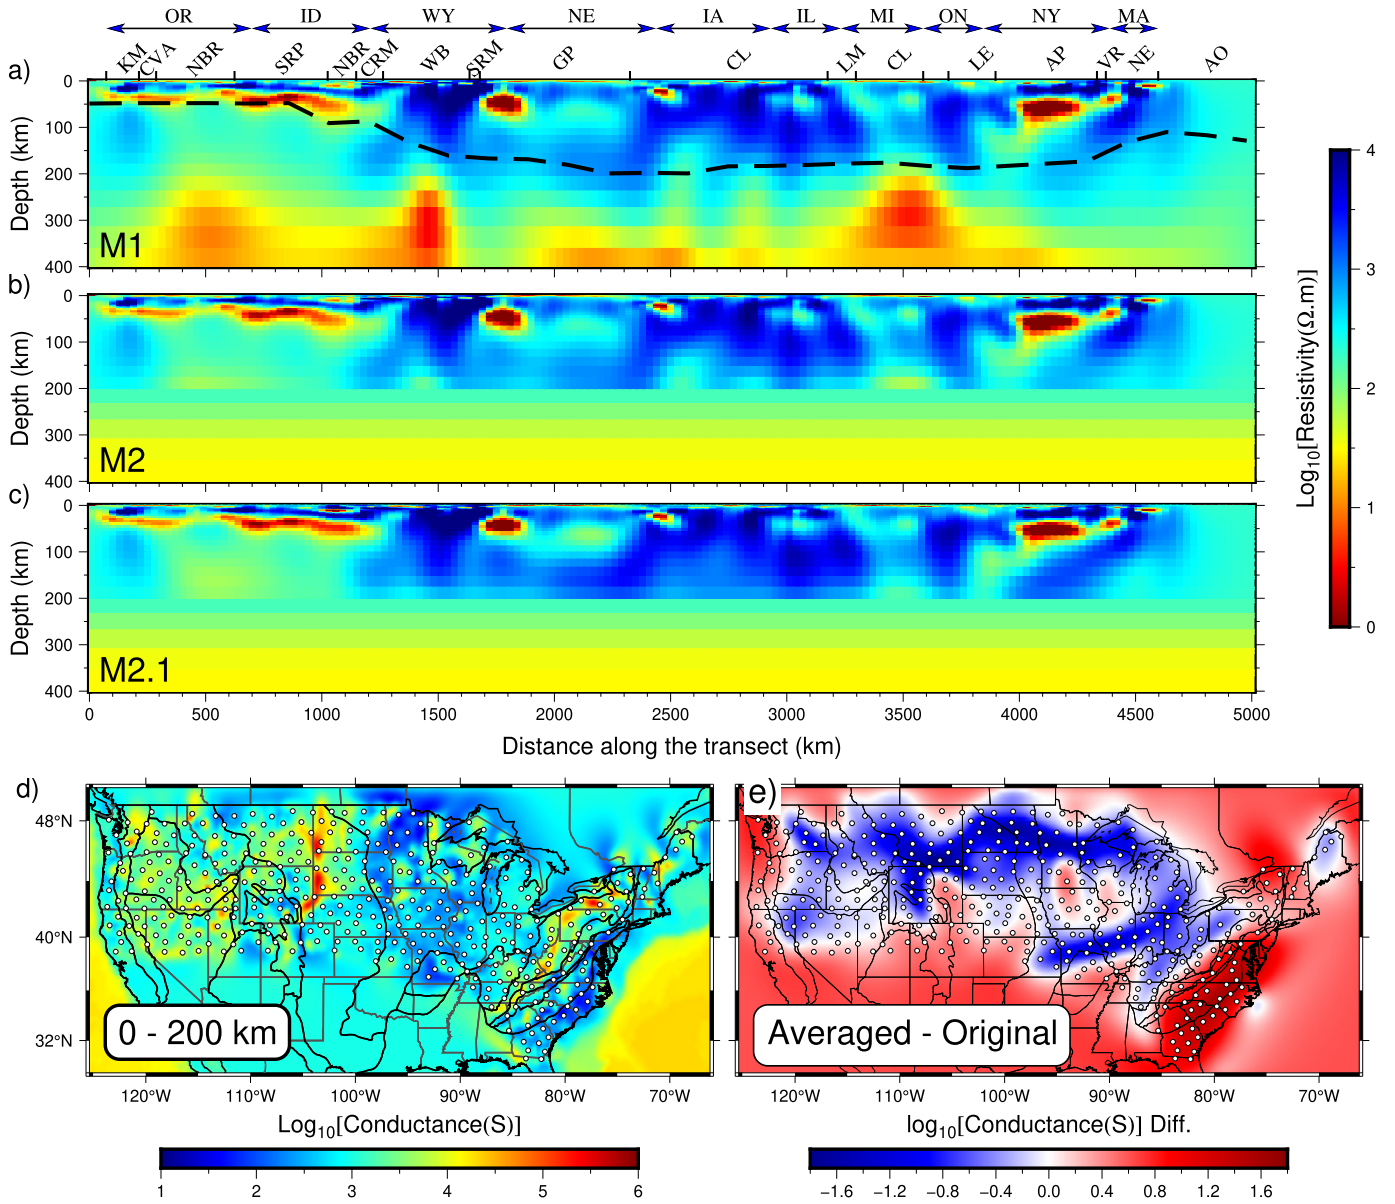 OR ID WY NE IA IL MI ON NY MA
KM CVA NBR SRP NBR CRM WB SRM GP CL LM CL LE AP VR NE AO
a)
Depth (km)
0
100
200
300
400
M1
b)
Depth (km)
0
100
200
300
400
M2
c)
Depth (km)
0
100
200
300
400
M2.1
0 500 1000 1500 2000 2500 3000 3500 4000 4500 5000
Distance along the transect (km)
4
3
2
1
0
Log10[Resistivity(Ω.m)]
d)
48°N
40°N
32°N
0 - 200 km
120°W 110°W 100°W 90°W 80°W 70°W
Log10[Conductance(S)]
1 2 3 4 5 6
e)
Averaged - Original
120°W 110°W 100°W 90°W 80°W 70°W
log10[Conductance(S)] Diff.
−1.6 −1.2 −0.8 −0.4 0.0 0.4 0.8 1.2 1.6